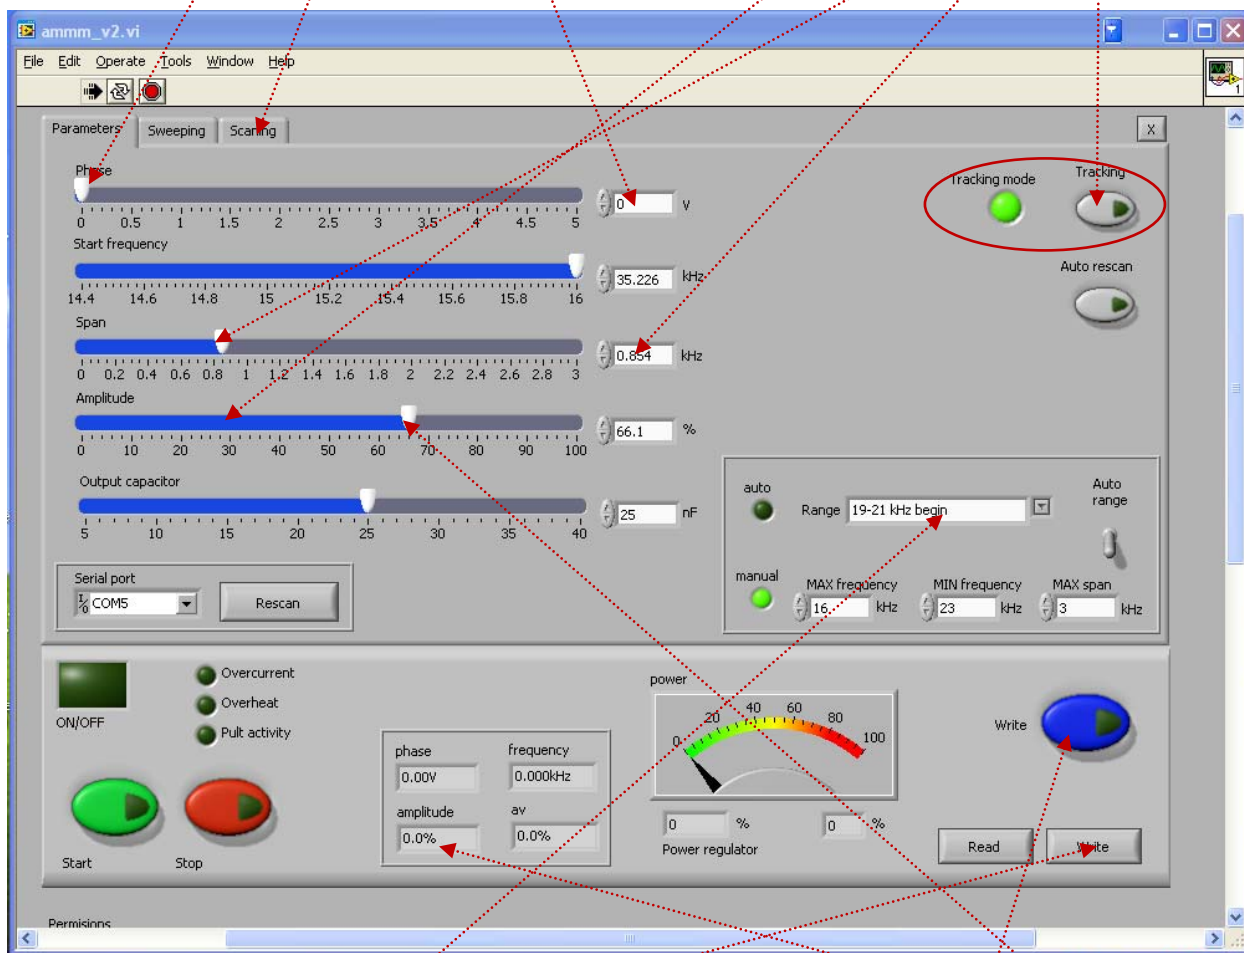 ammm_v2.vi
File Edit Operate Tools Window Help
1
Parameters Sweeping Scaning X
Phase
0 0.5 1 1.5 2 2.5 3 3.5 4 4.5 5
0 V
Tracking mode Tracking
Start frequency
14.4 14.6 14.8 15 15.2 15.4 15.6 15.8 16
35.226 kHz
Auto rescan
Span
0 0.2 0.4 0.6 0.8 1 1.2 1.4 1.6 1.8 2 2.2 2.4 2.6 2.8 3
0.854 kHz
Amplitude
0 10 20 30 40 50 60 70 80 90 100
66.1 %
Output capacitor
5 10 15 20 25 30 35 40
25 nF
auto Range 19-21 kHz begin
Auto
range
Serial port
I/O COM5 Rescan
manual MAX frequency MIN frequency MAX span
16 kHz 23 kHz 3 kHz
ON/OFF
Overcurrent
Overheat
Pult activity
Start Stop
phase frequency
0.00V 0.000kHz
amplitude av
0.0% 0.0%
power
0 20 40 60 80 100
0 % 0 %
Power regulator
Write
Read Write
Permisions